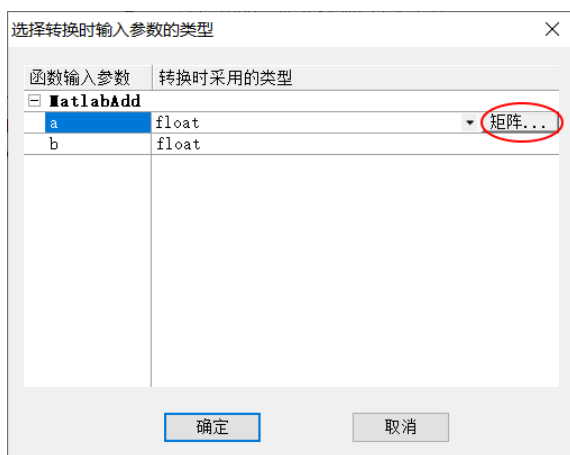 选择转换时输入参数的类型
函数输入参数 转换时采用的类型
MatlabAdd
a float 矩阵...
b float
确定 取消